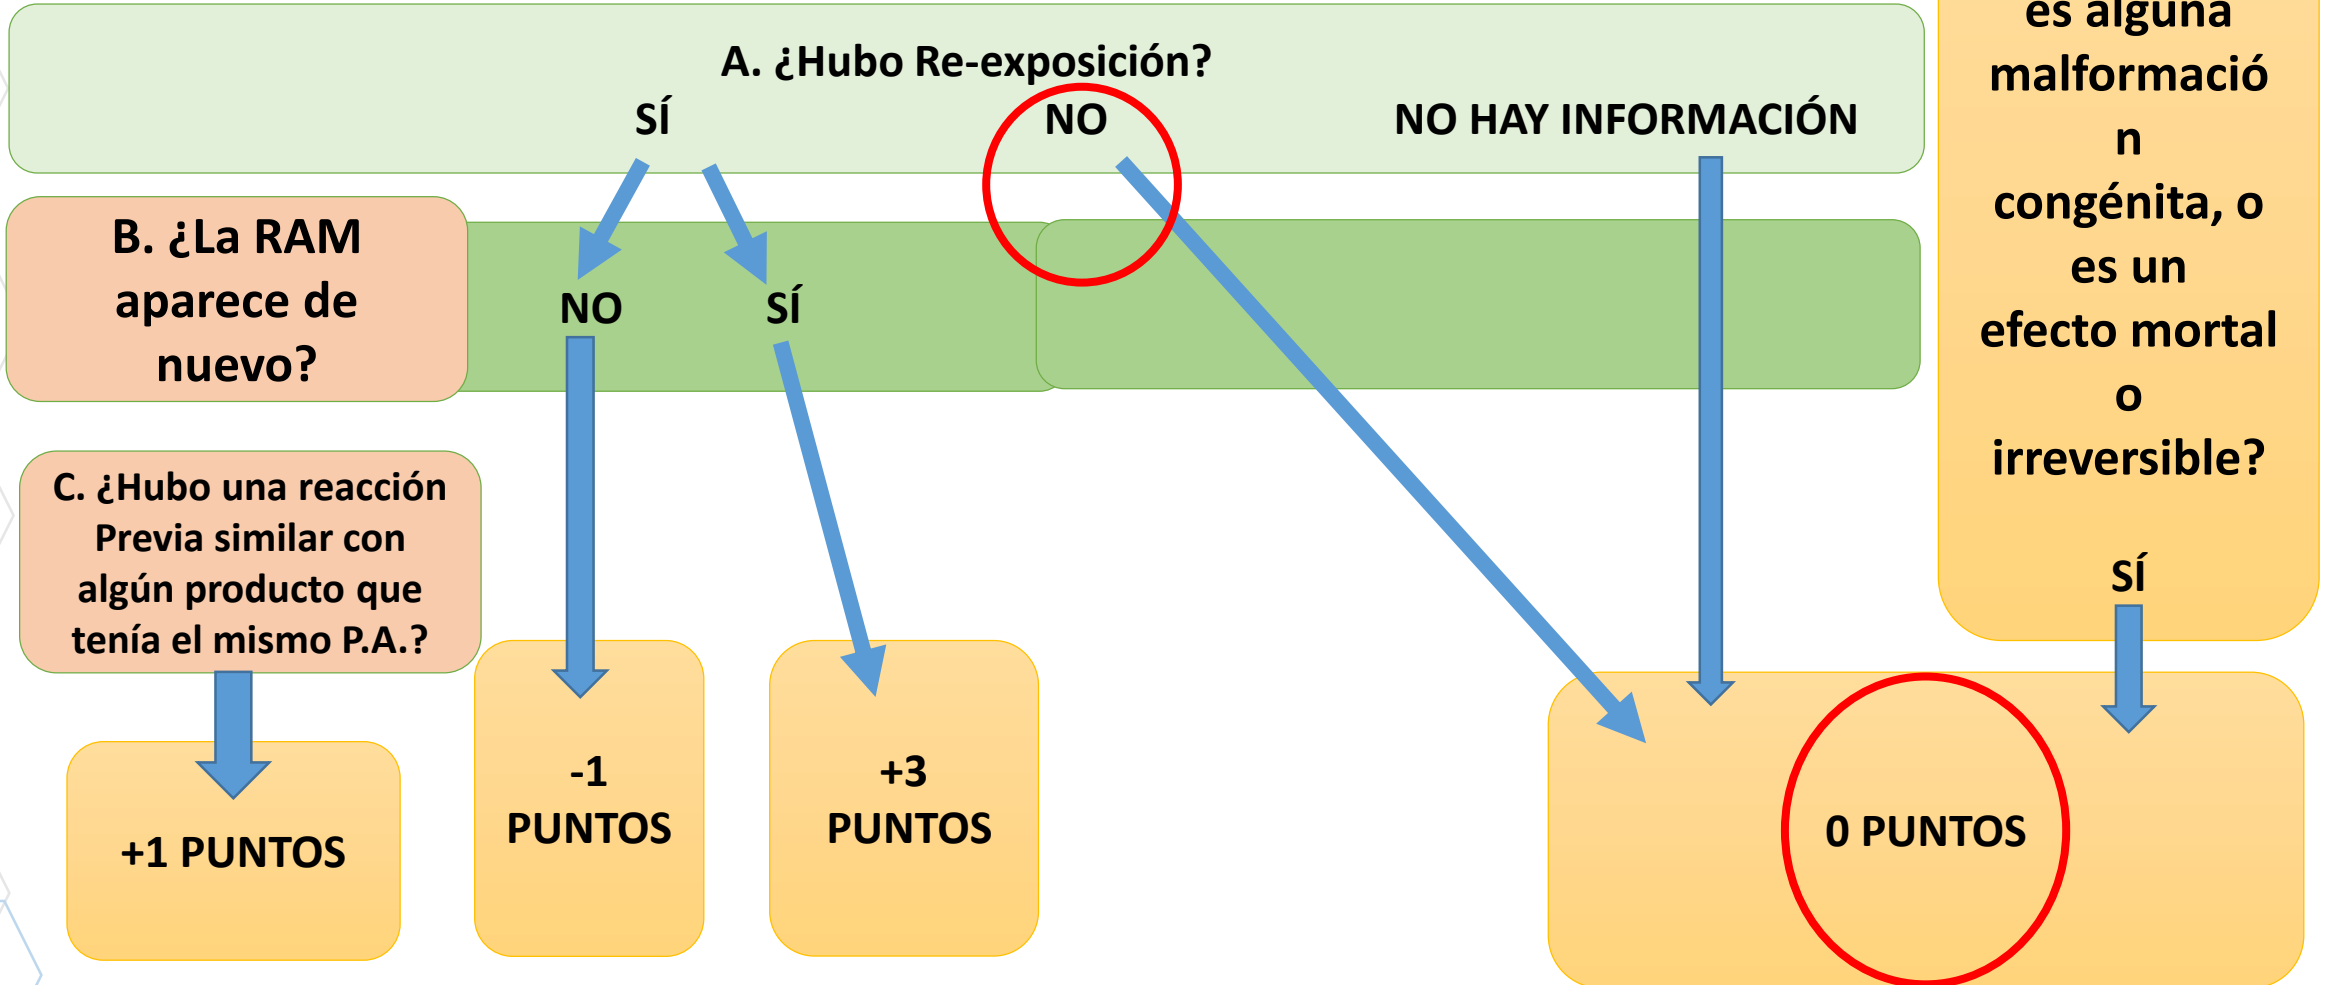 A. ¿Hubo Re-exposición?
SÍ
NO
NO HAY INFORMACIÓN
B. ¿La RAM
aparece de
nuevo?
NO
SÍ
C. ¿Hubo una reacción
Previa similar con
algún producto que
tenía el mismo P.A.?
+1 PUNTOS
-1
PUNTOS
+3
PUNTOS
es alguna
malformació
n
congénita, o
es un
efecto mortal
o
irreversible?
SÍ
0 PUNTOS